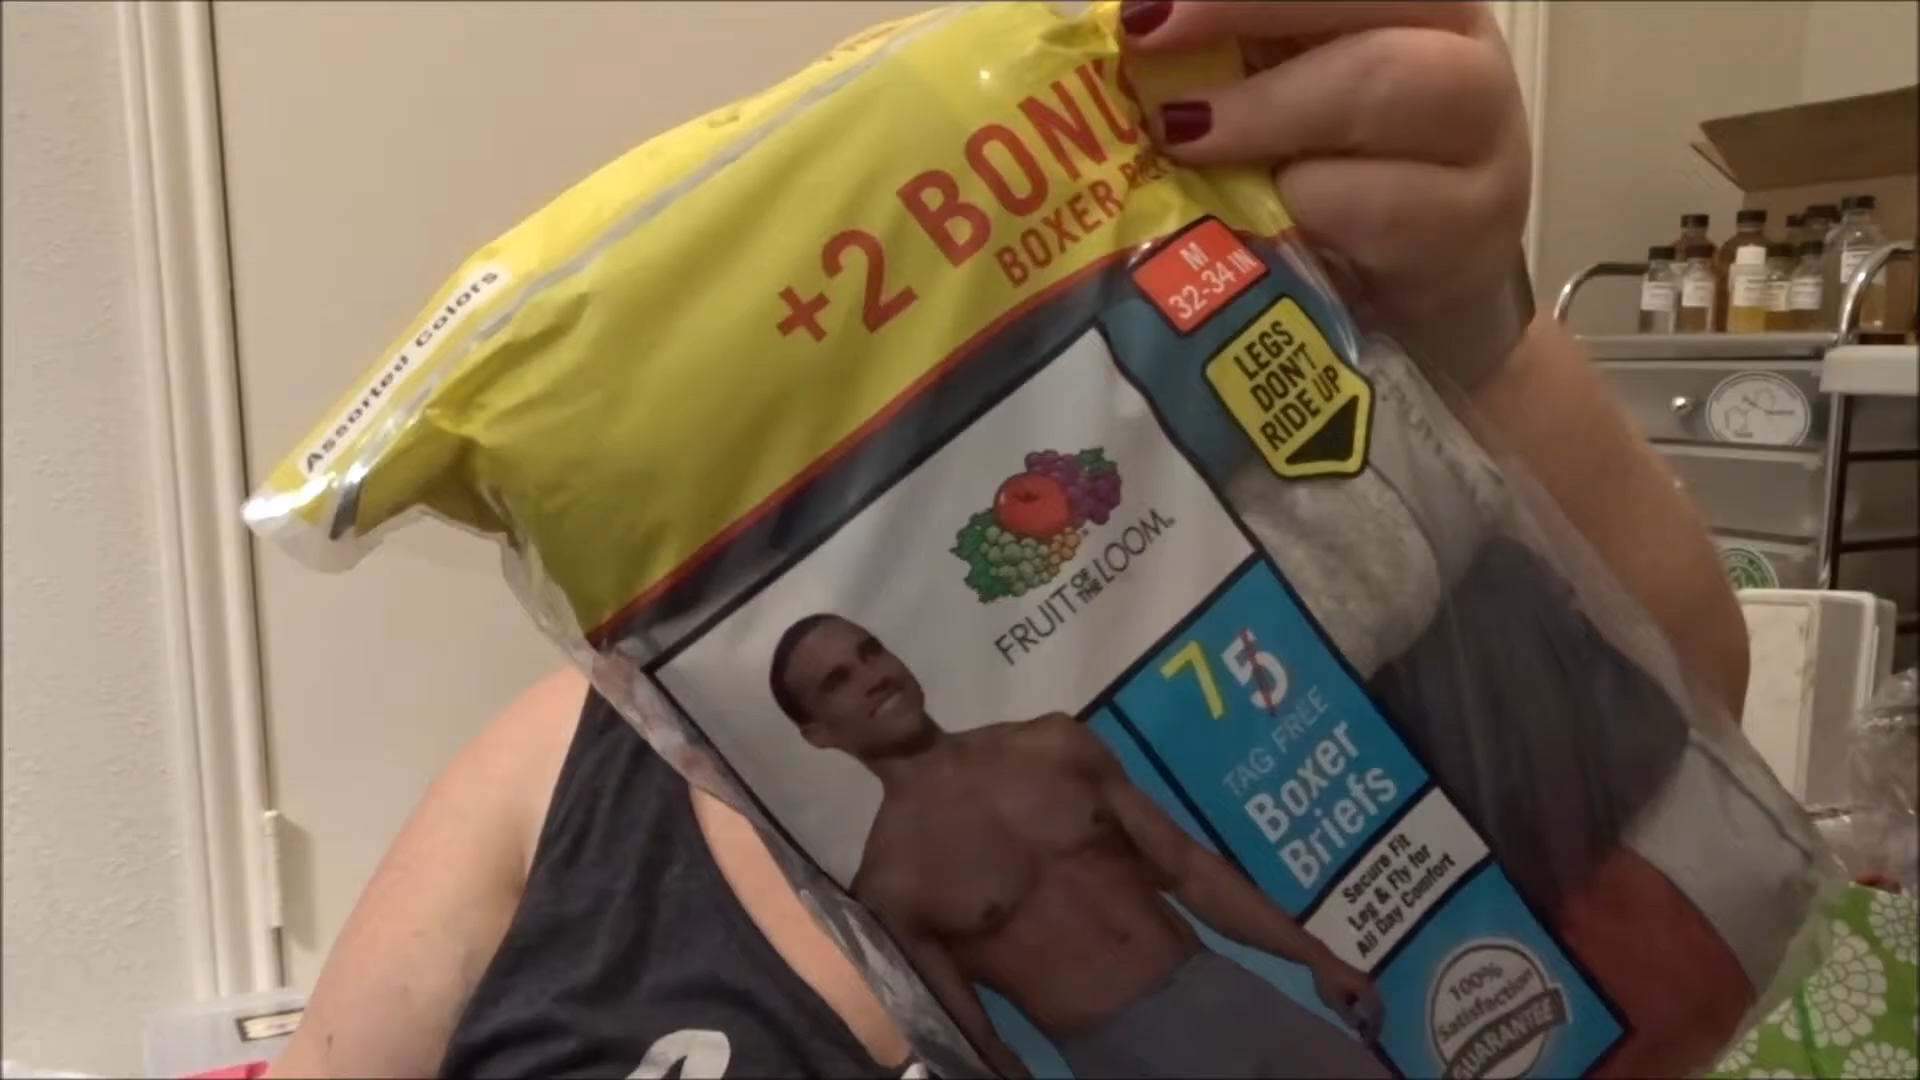 Assorted Colors
+2 BONU
BOXER
M
32-34 IN
LEGS
DON'T
RIDE UP
FRUIT OF THE LOOM
7 5
TAG FREE
Boxer
Briefs
Secure Fit
Leg & Fly for
All Day Comfort
100%
Satisfaction
GUARANTEE